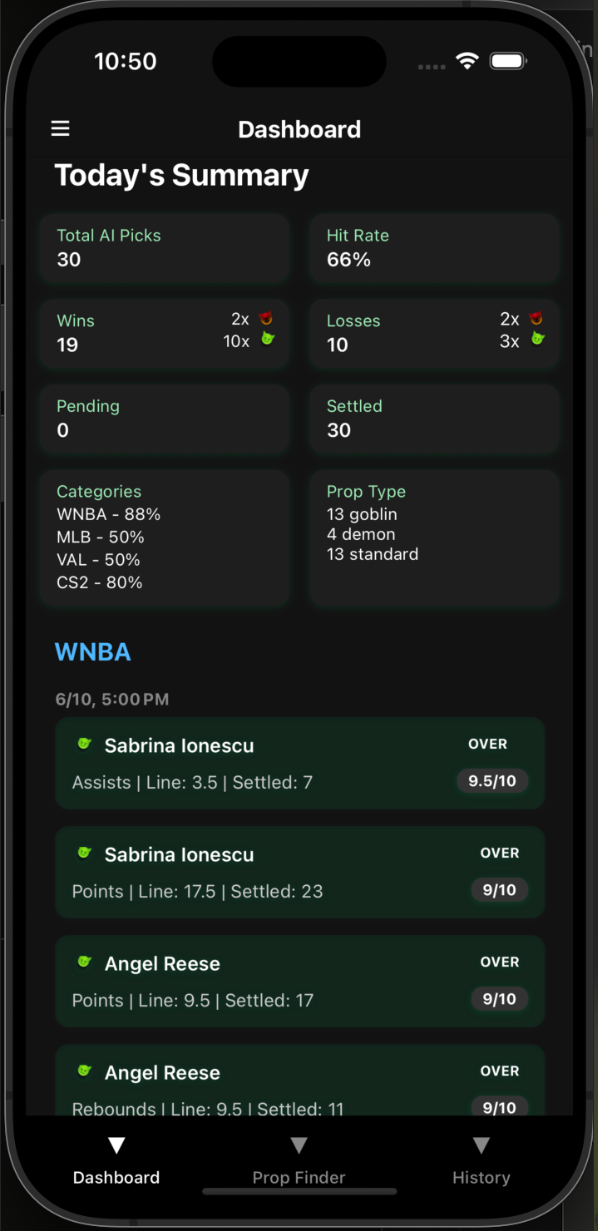 10:50
Dashboard
Today's Summary
Total AI Picks
30
Hit Rate
66%
Wins
19
2x
10x
Losses
10
2x
3x
Pending
0
Settled
30
Categories
WNBA - 88%
MLB - 50%
VAL - 50%
CS2 - 80%
Prop Type
13 goblin
4 demon
13 standard
WNBA
6/10, 5:00 PM
Sabrina Ionescu
OVER
Assists | Line: 3.5 | Settled: 7
9.5/10
Sabrina Ionescu
OVER
Points | Line: 17.5 | Settled: 23
9/10
Angel Reese
OVER
Points | Line: 9.5 | Settled: 17
9/10
Angel Reese
OVER
Rebounds | Line: 9.5 | Settled: 11
9/10
Dashboard
Prop Finder
History